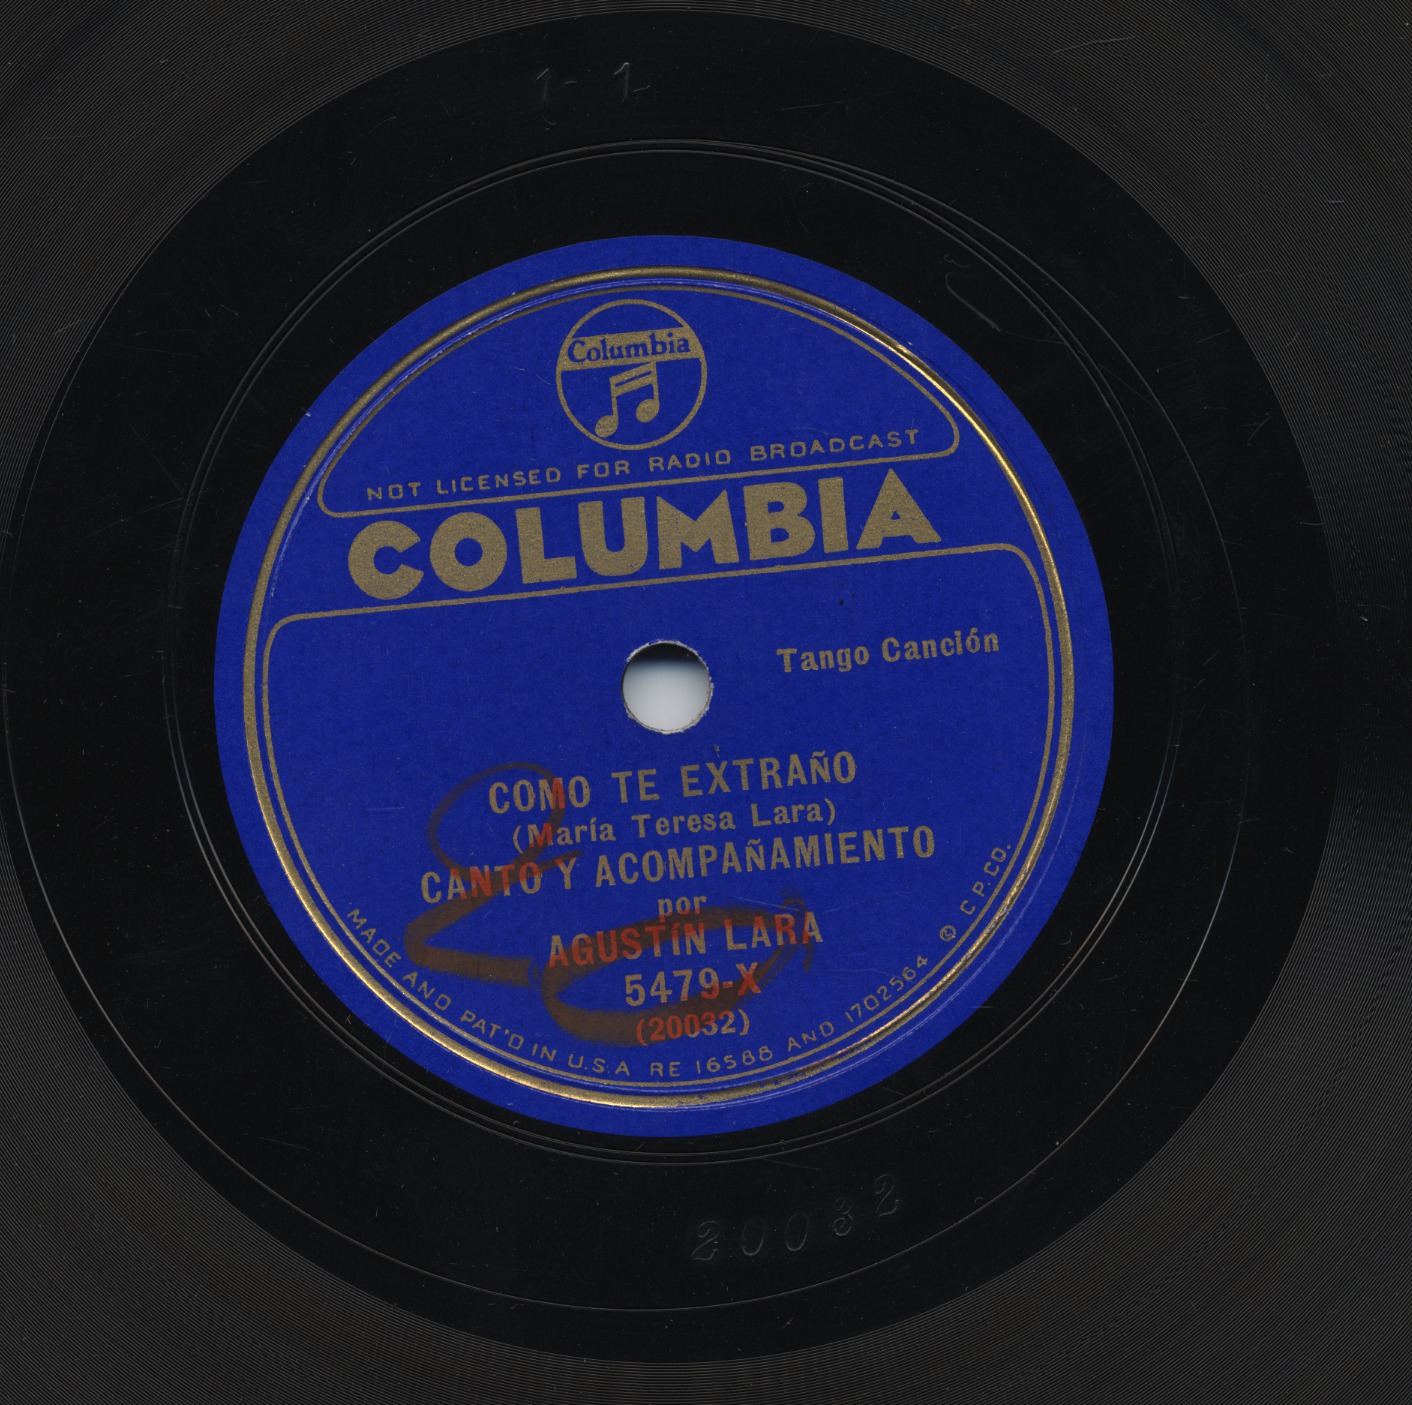 1-1
Columbia
NOT LICENSED FOR RADIO BROADCAST
COLUMBIA
Tango Canción
COMO TE EXTRAÑO
(María Teresa Lara)
CANTO Y ACOMPAÑAMIENTO
por
AGUSTÍN LARA
5479-X
(20032)
MADE AND PAT'D IN U.S.A RE 16588 AND 1702564 © C.P.CO.
20032